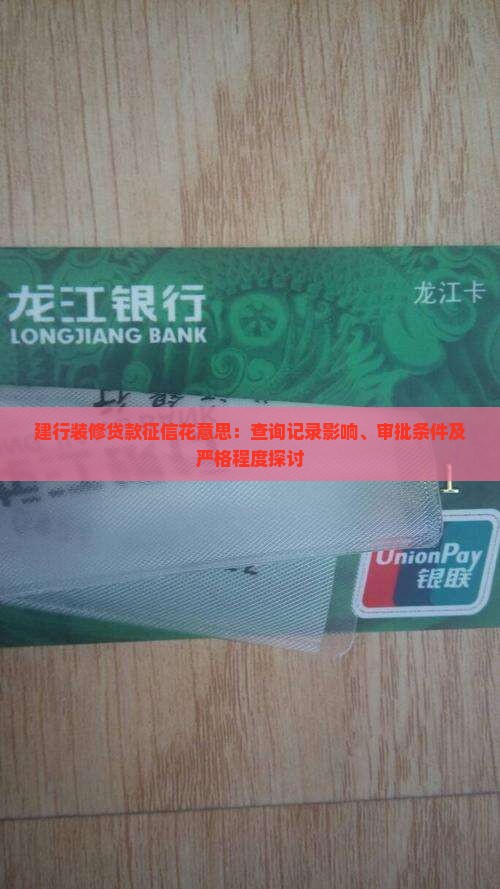 龙江银行
龙江卡
LONGJIANG BANK
建行装修贷款征信花意思：查询记录影响、审批条件及
严格程度探讨
UnionPay
银联